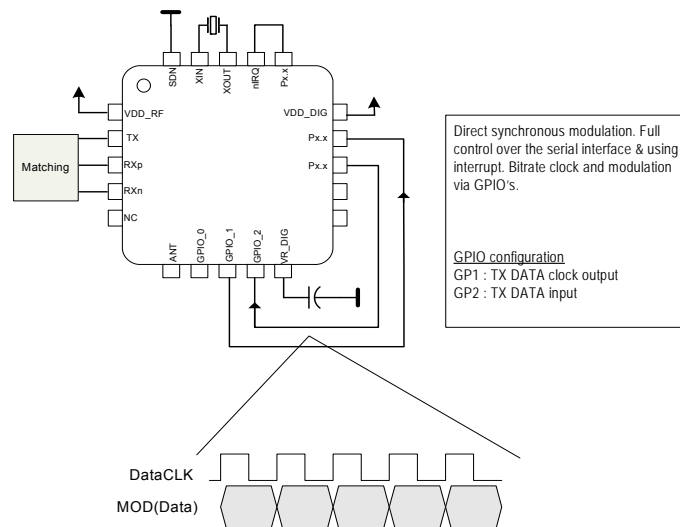 SDN
XIN
XOUT
nIRQ
Px.x
VDD_RF
VDD_DIG
TX
Px.x
Matching
RXp
Px.x
RXn
NC
ANT
GPIO_0
GPIO_1
GPIO_2
VR_DIG
Direct synchronous modulation. Full
control over the serial interface & using
interrupt. Bitrate clock and modulation
via GPIO's.
GPIO configuration
GP1 : TX DATA clock output
GP2 : TX DATA input
DataCLK
MOD(Data)